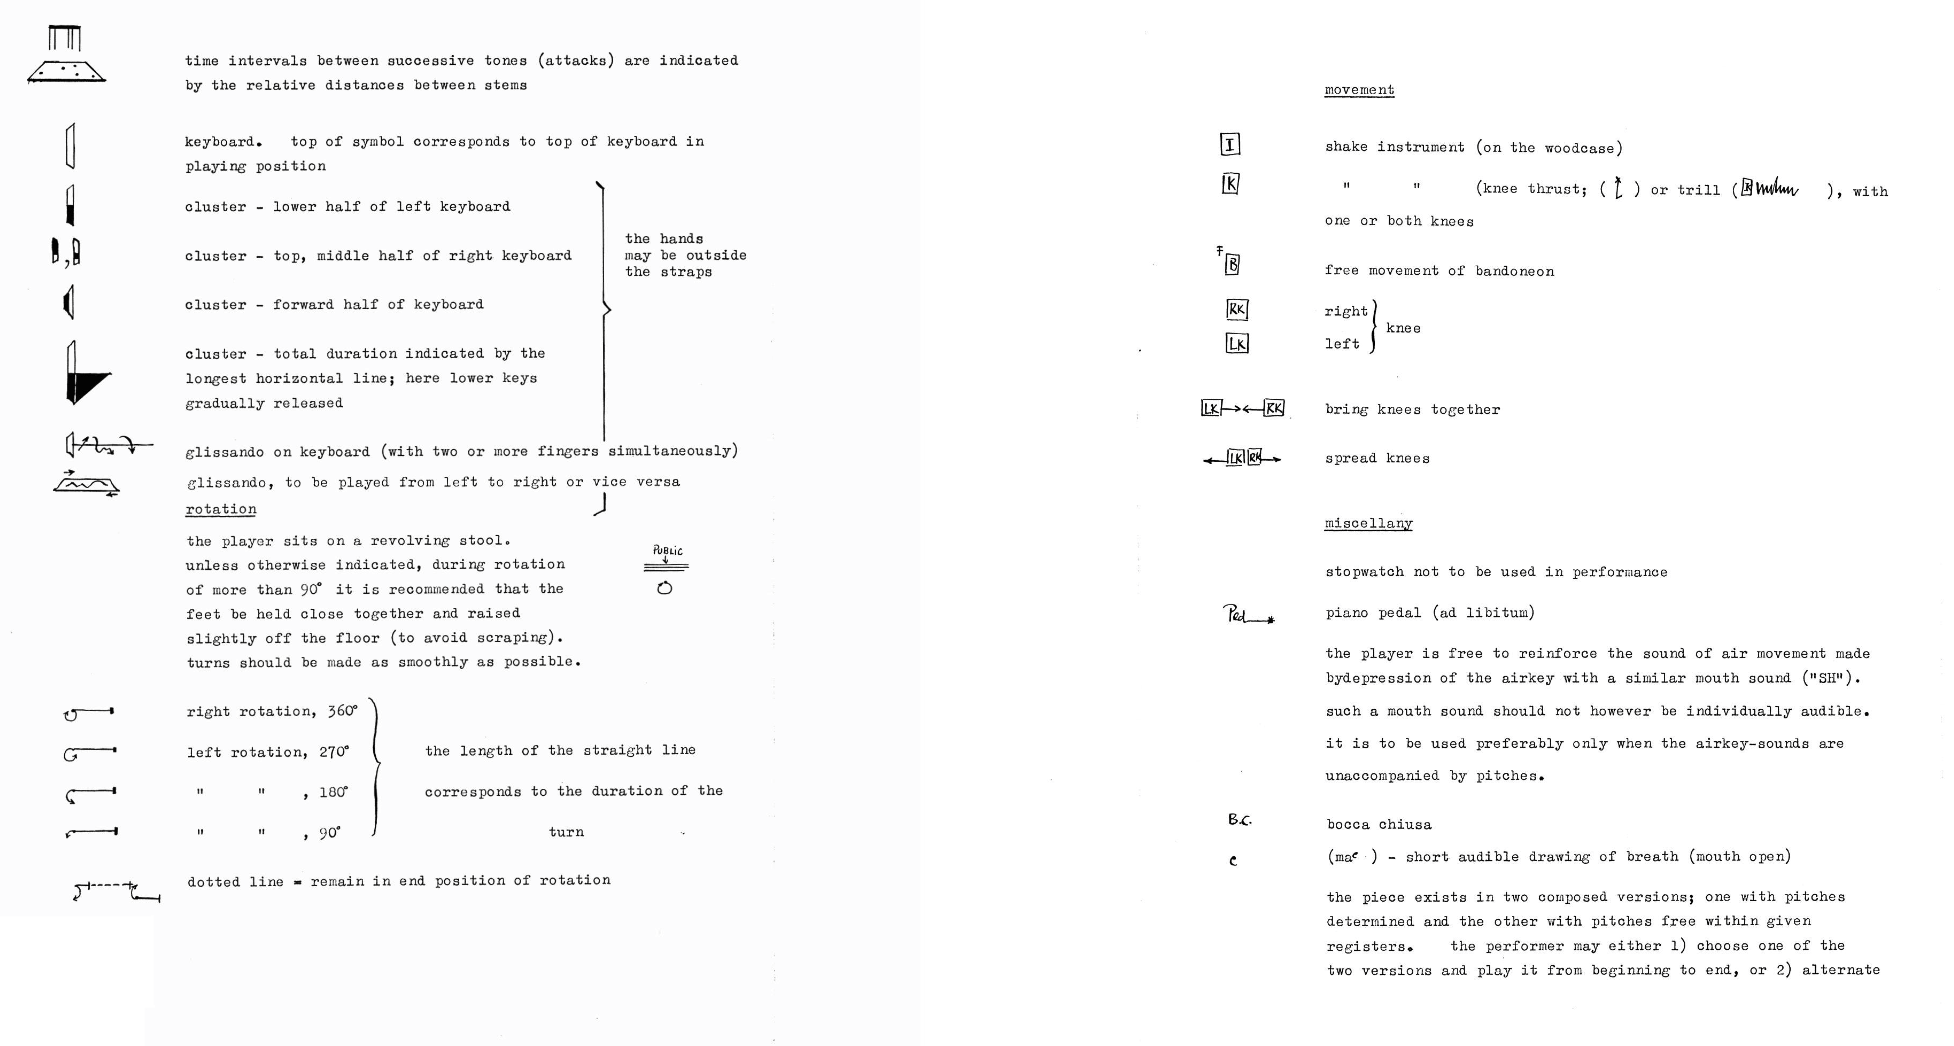 time intervals between successive tones (attacks) are indicated
by the relative distances between stems
keyboard. top of symbol corresponds to top of keyboard in
playing position
cluster - lower half of left keyboard
cluster - top, middle half of right keyboard
the hands
may be outside
the straps
cluster - forward half of keyboard
cluster - total duration indicated by the
longest horizontal line; here lower keys
gradually released
glissando on keyboard (with two or more fingers simultaneously)
glissando, to be played from left to right or vice versa
rotation
the player sits on a revolving stool.
unless otherwise indicated, during rotation
of more than 90° it is recommended that the
feet be held close together and raised
slightly off the floor (to avoid scraping).
turns should be made as smoothly as possible.
PUBLIC
right rotation, 360°
left rotation, 270°
" " , 180°
" " , 90°
the length of the straight line
corresponds to the duration of the
turn
dotted line = remain in end position of rotation
movement
I shake instrument (on the woodcase)
K " " (knee thrust; ( ) or trill (K ), with
one or both knees
B free movement of bandoneon
RK right
LK left
knee
LK RK bring knees together
LK RK spread knees
miscellany
stopwatch not to be used in performance
Ped piano pedal (ad libitum)
the player is free to reinforce the sound of air movement made
bydepression of the airkey with a similar mouth sound ("SH").
such a mouth sound should not however be individually audible.
it is to be used preferably only when the airkey-sounds are
unaccompanied by pitches.
B.C. bocca chiusa
c (mac ) - short audible drawing of breath (mouth open)
the piece exists in two composed versions; one with pitches
determined and the other with pitches free within given
registers. the performer may either 1) choose one of the
two versions and play it from beginning to end, or 2) alternate